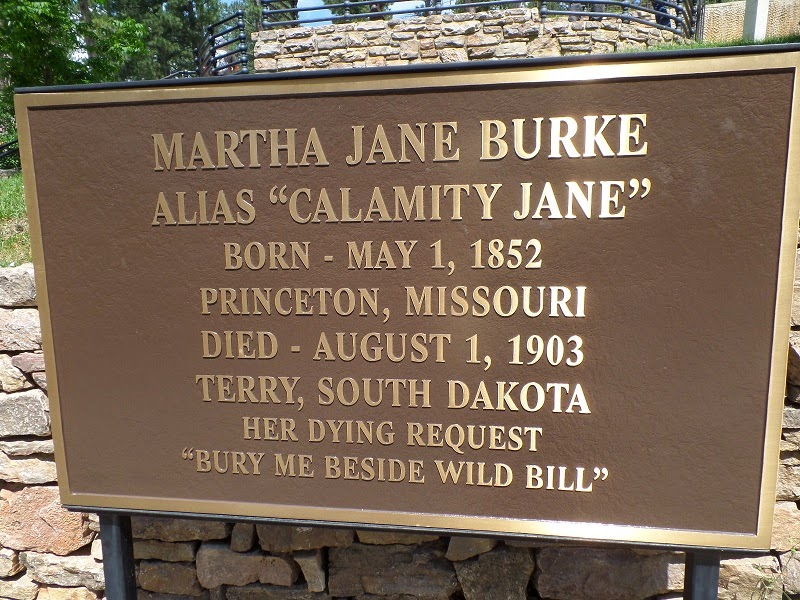 MARTHA JANE BURKE
ALIAS “CALAMITY JANE”
BORN - MAY 1, 1852
PRINCETON, MISSOURI
DIED - AUGUST 1, 1903
TERRY, SOUTH DAKOTA
HER DYING REQUEST
“BURY ME BESIDE WILD BILL”